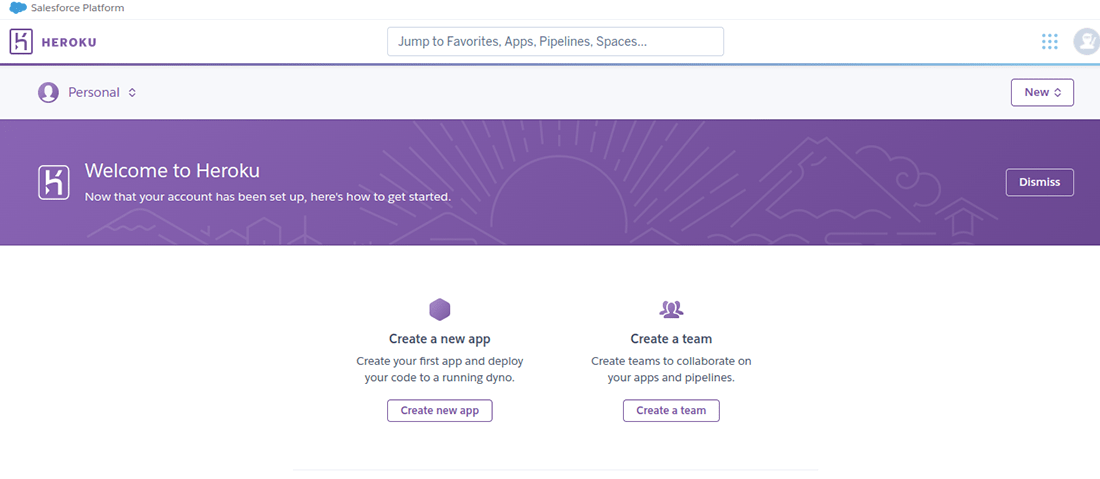 Salesforce Platform
HEROKU
Jump to Favorites, Apps, Pipelines, Spaces...
Personal
New
Welcome to Heroku
Now that your account has been set up, here's how to get started.
Dismiss
Create a new app
Create your first app and deploy
your code to a running dyno.
Create new app
Create a team
Create teams to collaborate on
your apps and pipelines.
Create a team